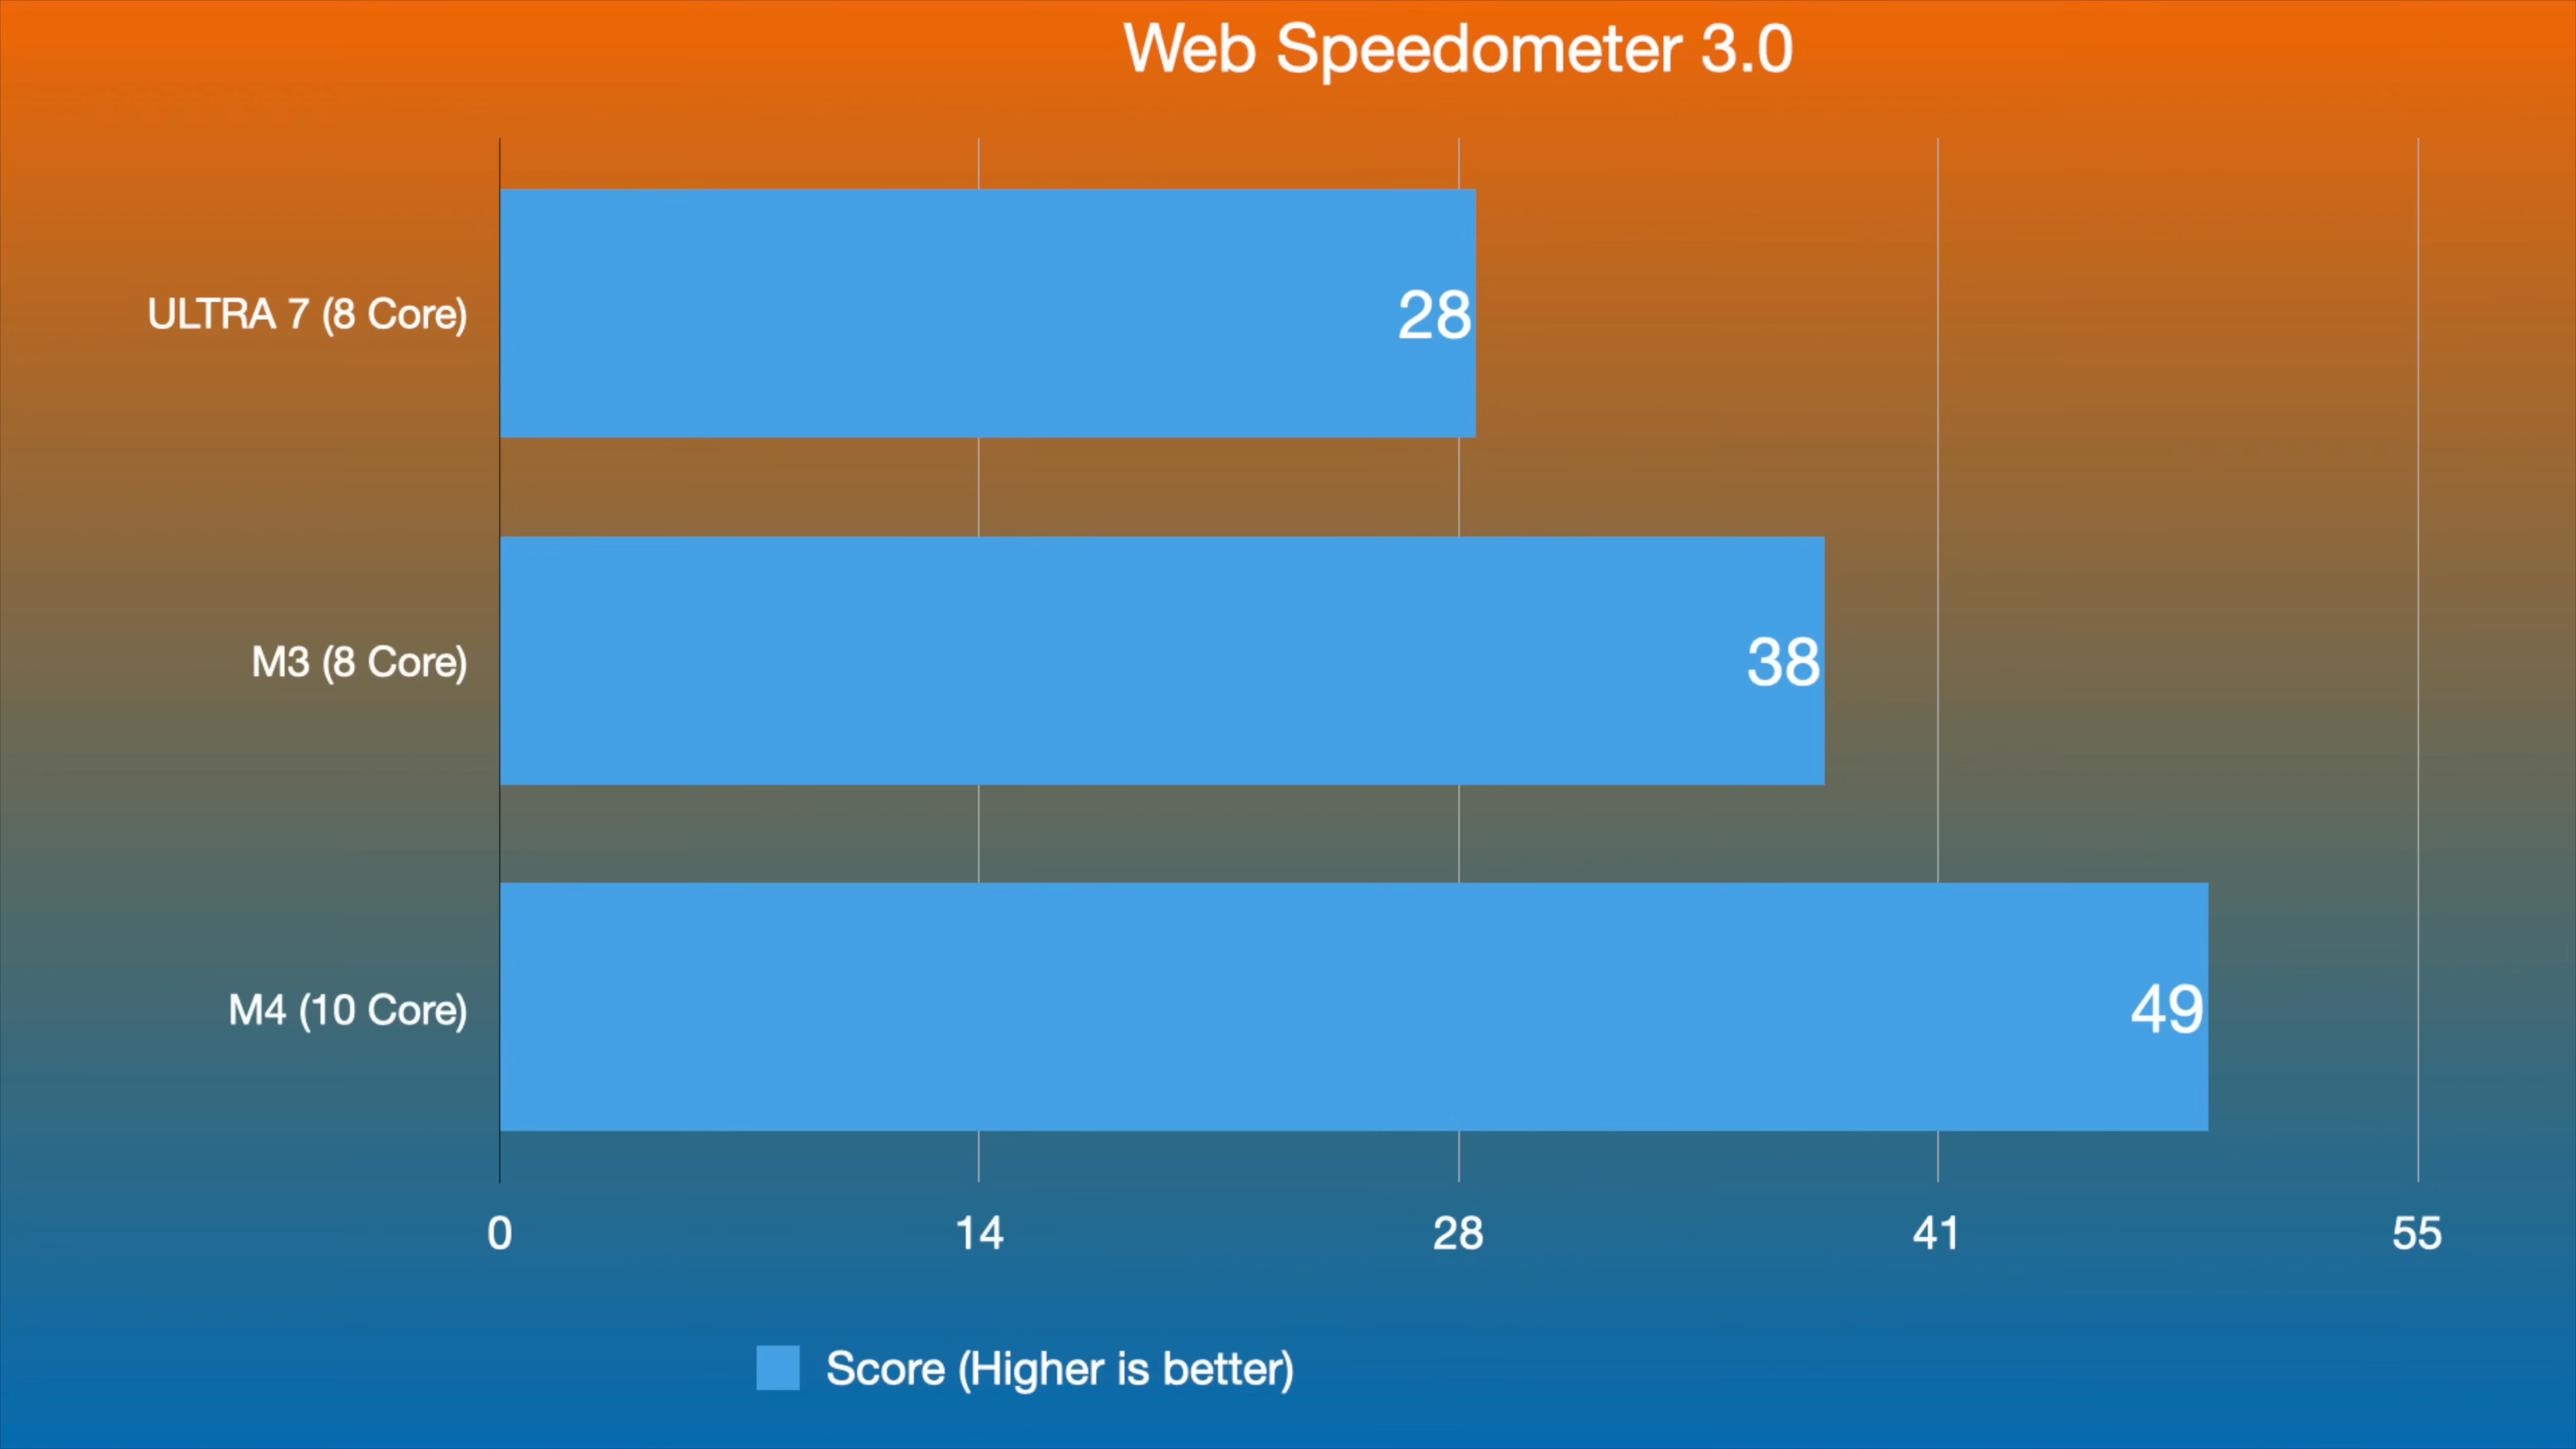 Web Speedometer 3.0
ULTRA 7 (8 Core)
28
M3 (8 Core)
38
M4 (10 Core)
49
0 14 28 41 55
Score (Higher is better)